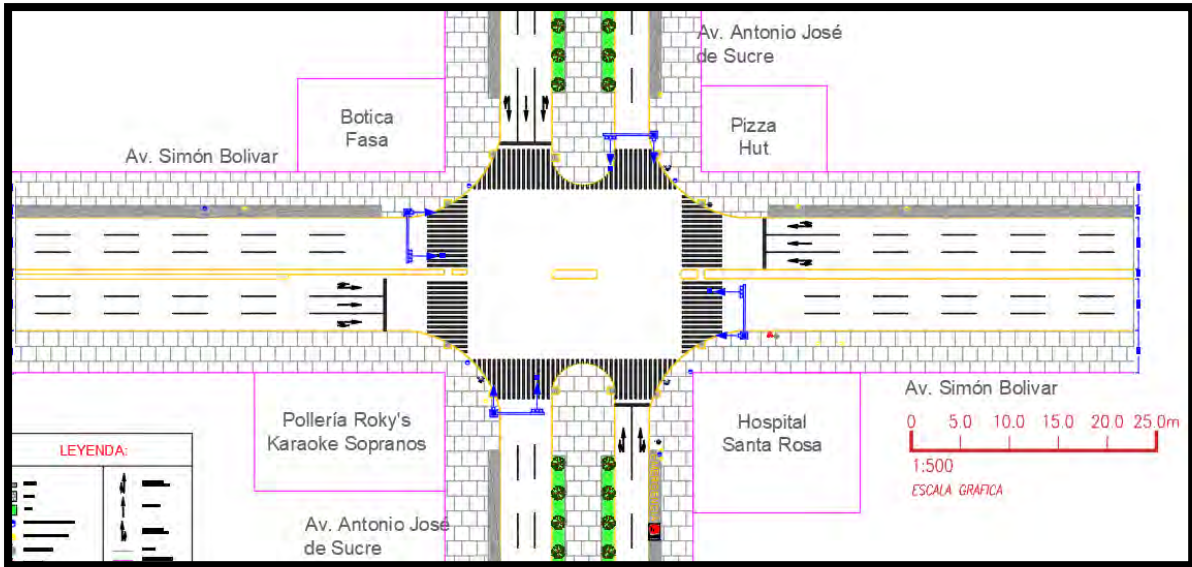 Av. Antonio José
de Sucre
Botica
Fasa
Pizza
Hut
Av. Simón Bolivar
Av. Simón Bolivar
0 5.0 10.0 15.0 20.0 25.0m
1:500
ESCALA GRAFICA
Pollería Roky's
Karaoke Sopranos
Hospital
Santa Rosa
LEYENDA:
Av. Antonio José
de Sucre